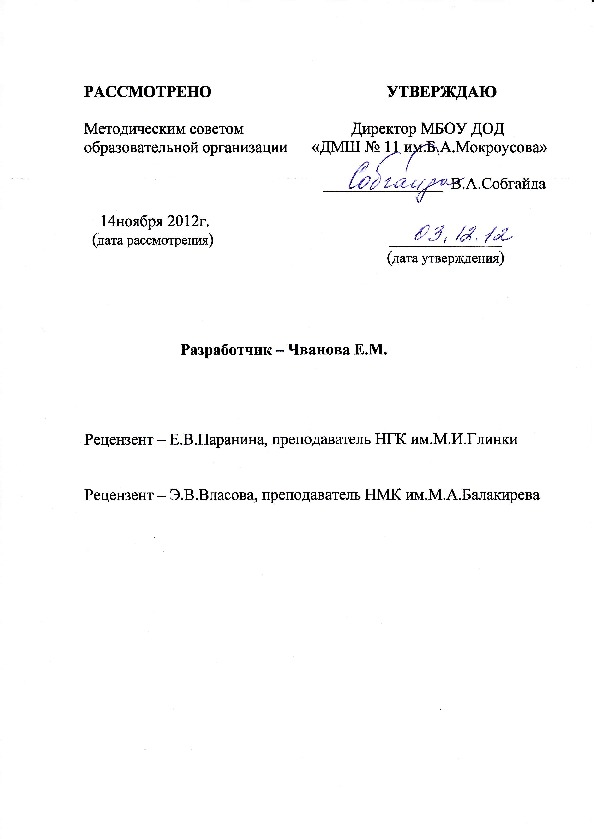 РАССМОТРЕНО
УТВЕРЖДАЮ
Методическим советом
образовательной организации
Директор МБОУ ДОД
«ДМШ № 11 им.Б.А.Мокроусова»
Собгайда В.А.Собгайда
14ноября 2012г.
(дата рассмотрения)
03.12.12
(дата утверждения)
Разработчик – Чванова Е.М.
Рецензент – Е.В.Паранина, преподаватель НГК им.М.И.Глинки
Рецензент – Э.В.Власова, преподаватель НМК им.М.А.Балакирева